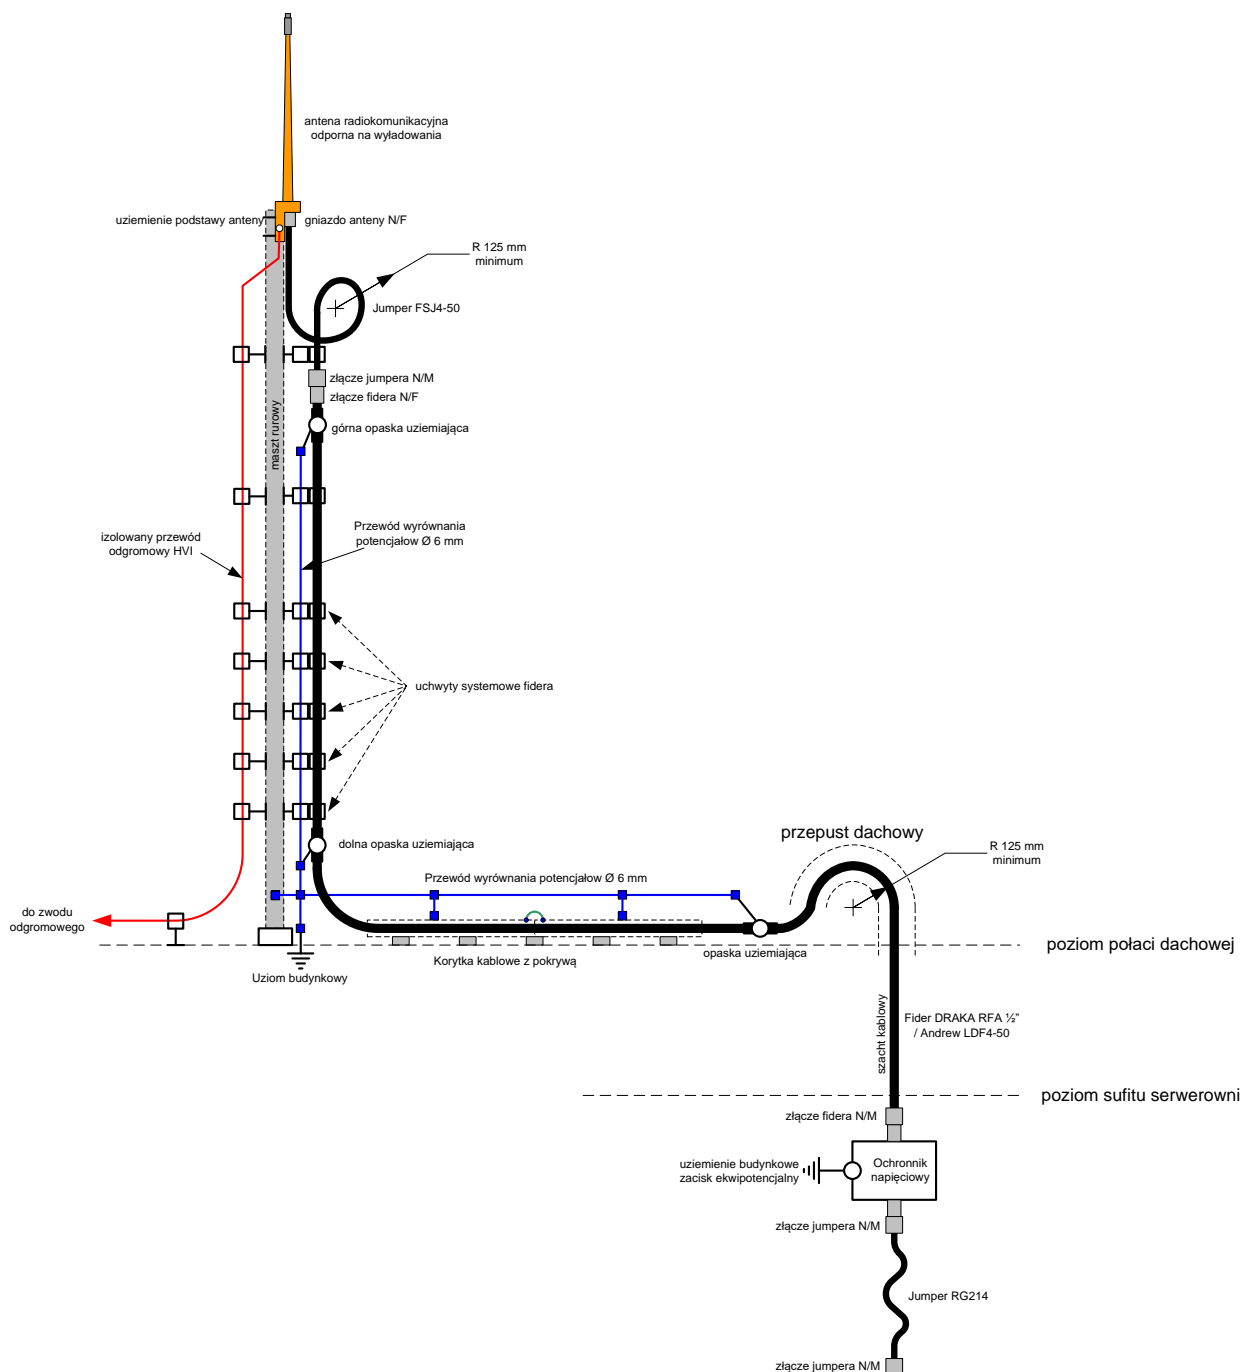 antena radiokomunikacyjna
odporna na wyładowania
uziemienie podstawy anteny
gniazdo anteny N/F
R 125 mm
minimum
Jumper FSJ4-50
złącze jumpera N/M
złącze fidera N/F
maszt rurowy
górna opaska uziemiająca
izolowany przewód
odgromowy HVI
Przewód wyrównania
potencjałow Ø 6 mm
uchwyty systemowe fidera
dolna opaska uziemiająca
przepust dachowy
R 125 mm
minimum
Przewód wyrównania potencjałow Ø 6 mm
do zwodu
odgromowego
Uziom budynkowy
Korytka kablowe z pokrywą
opaska uziemiająca
poziom połaci dachowej
szacht kablowy
Fider DRAKA RFA ½”
/ Andrew LDF4-50
poziom sufitu serwerowni
złącze fidera N/M
uziemienie budynkowe
zacisk ekwipotencjalny
Ochronnik
napięciowy
złącze jumpera N/M
Jumper RG214
złącze jumpera N/M